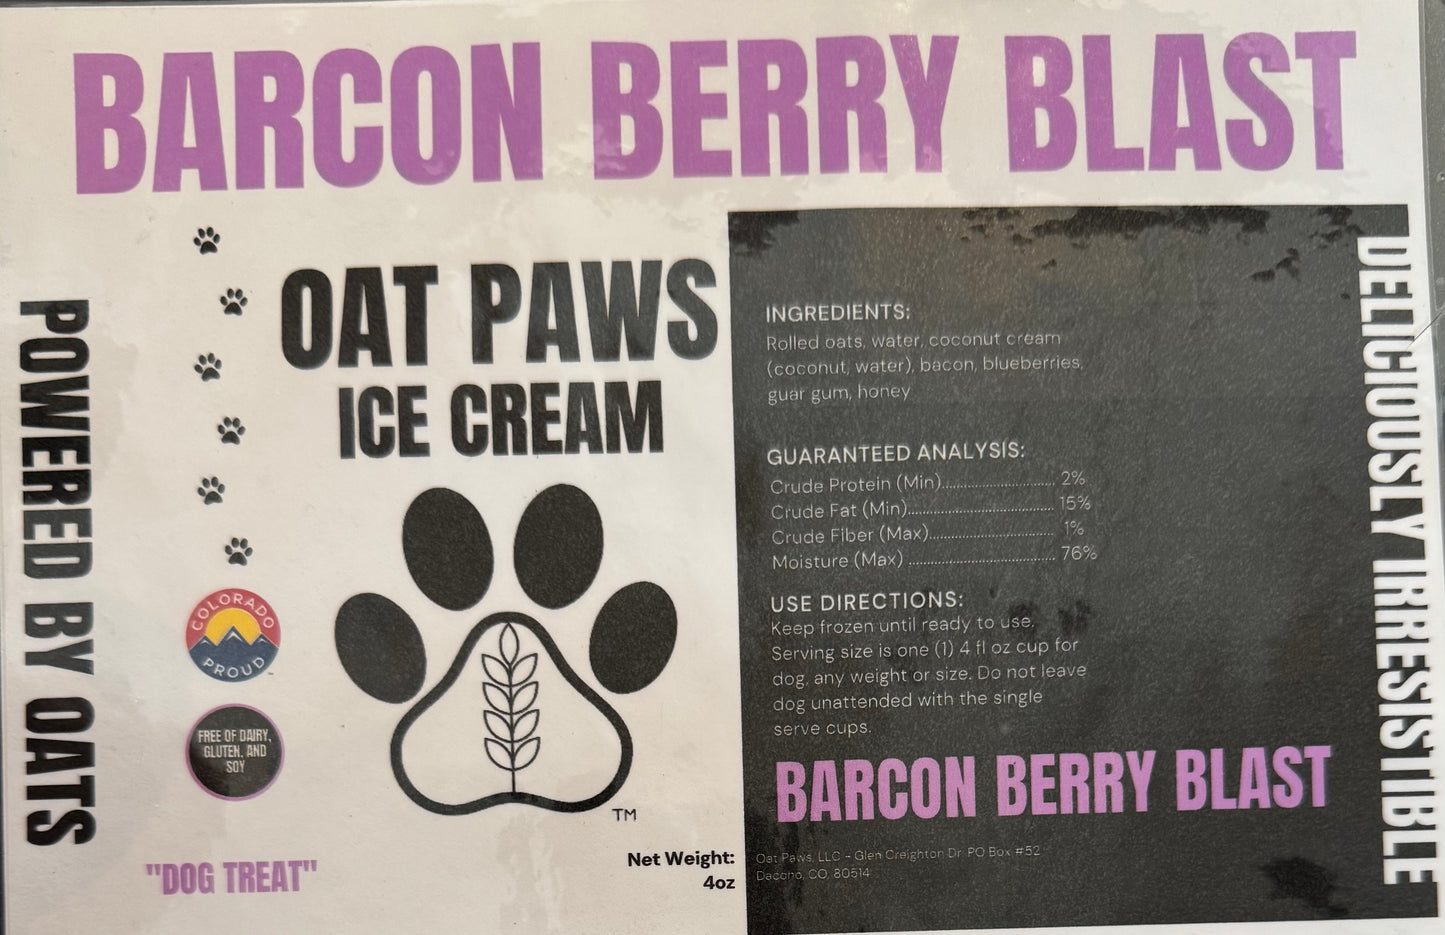 BARCON BERRY BLAST
POWERED BY OATS
OAT PAWS
ICE CREAM
COLORADO
PROUD
FREE OF DAIRY,
GLUTEN, AND
SOY
"DOG TREAT"
TM
Net Weight:
4oz
INGREDIENTS:
Rolled oats, water, coconut cream
(coconut, water), bacon, blueberries,
guar gum, honey
GUARANTEED ANALYSIS:
Crude Protein (Min)........................... 2%
Crude Fat (Min)................................... 15%
Crude Fiber (Max).............................. 1%
Moisture (Max) ................................... 76%
USE DIRECTIONS:
Keep frozen until ready to use.
Serving size is one (1) 4 fl oz cup for
dog, any weight or size. Do not leave
dog unattended with the single
serve cups.
BARCON BERRY BLAST
Oat Paws, LLC - Glen Creighton Dr. PO Box #52
Dacono, CO, 80514
DELICIOUSLY IRRESISTIBLE